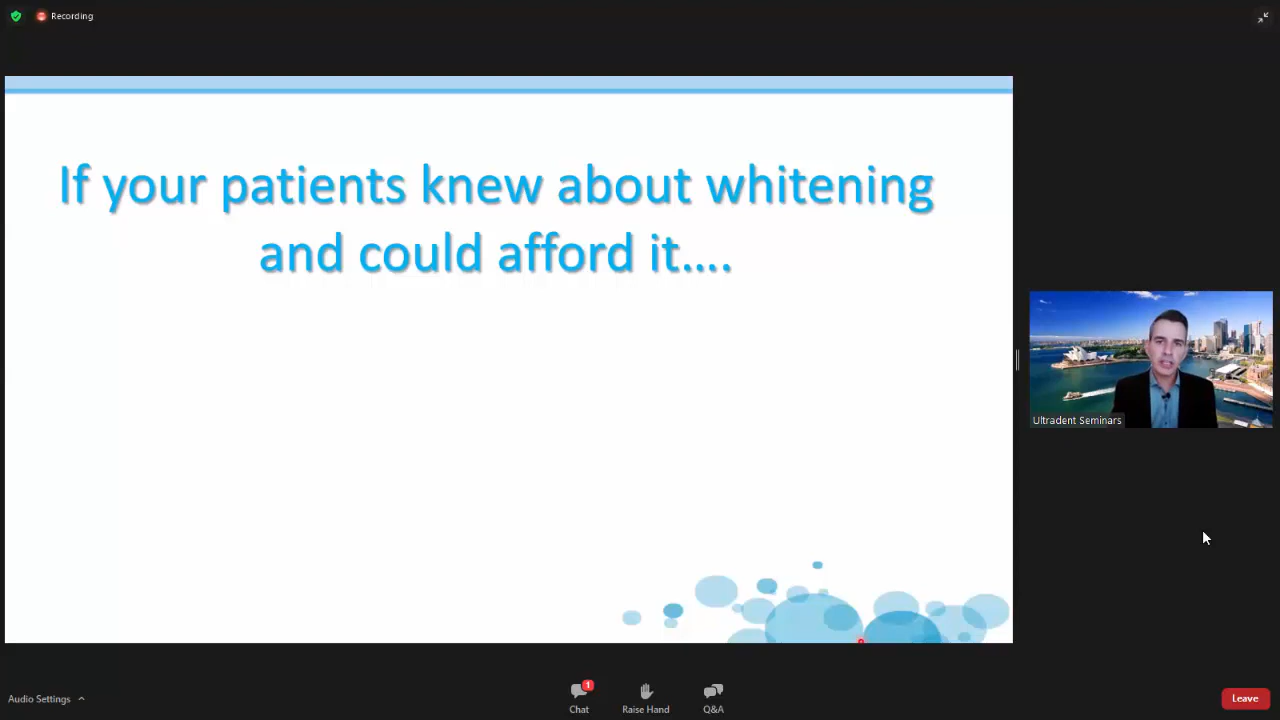 Recording
If your patients knew about whitening
and could afford it....
Ultradent Seminars
Audio Settings
1
Chat
Raise Hand
Q&A
Leave